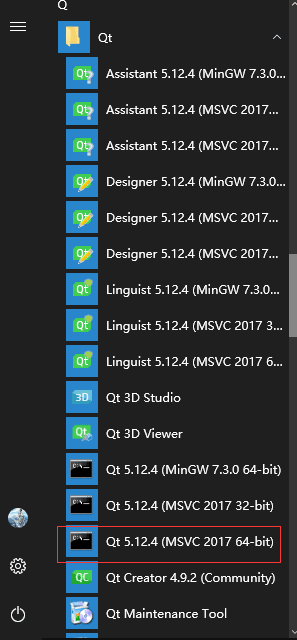 Q
Qt
Assistant 5.12.4 (MinGW 7.3.0...
Assistant 5.12.4 (MSVC 2017...
Assistant 5.12.4 (MSVC 2017...
Designer 5.12.4 (MinGW 7.3.0...
Designer 5.12.4 (MSVC 2017...
Designer 5.12.4 (MSVC 2017...
Linguist 5.12.4 (MinGW 7.3.0...
Linguist 5.12.4 (MSVC 2017 3...
Linguist 5.12.4 (MSVC 2017 6...
Qt 3D Studio
Qt 3D Viewer
Qt 5.12.4 (MinGW 7.3.0 64-bit)
Qt 5.12.4 (MSVC 2017 32-bit)
Qt 5.12.4 (MSVC 2017 64-bit)
Qt Creator 4.9.2 (Community)
Qt Maintenance Tool